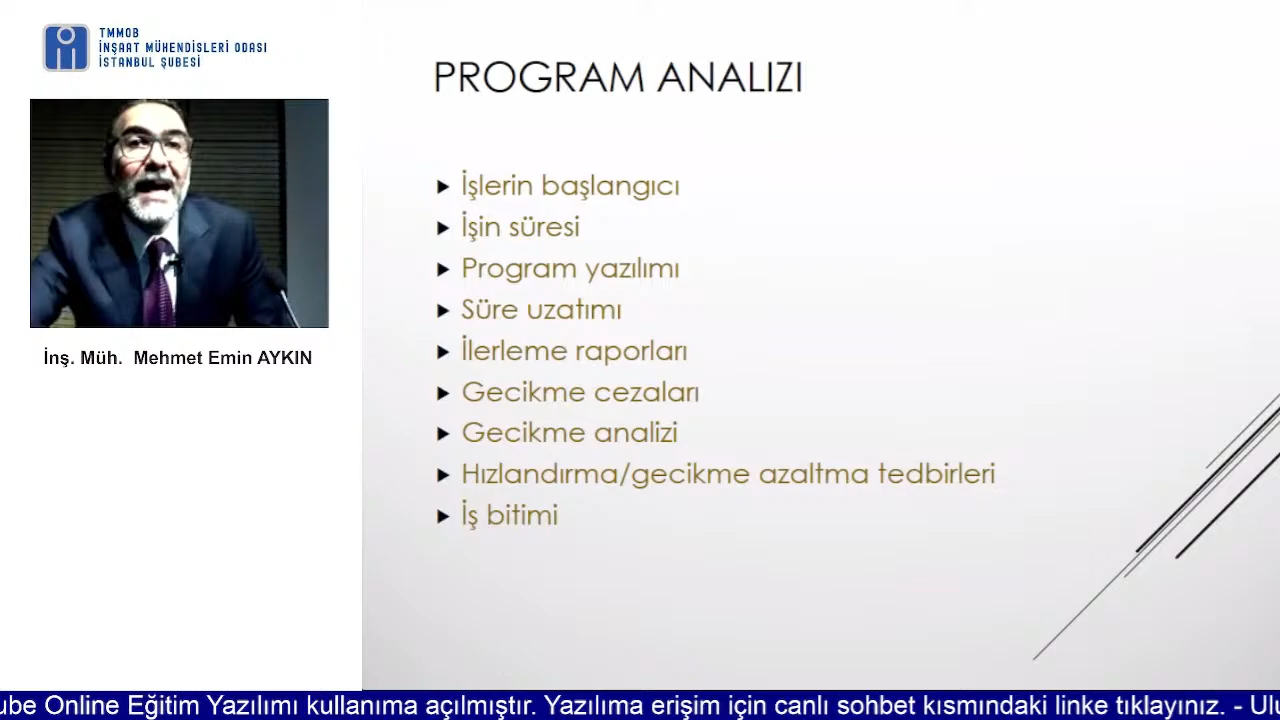 TMMOB
İNŞAAT MÜHENDİSLERİ ODASI
İSTANBUL ŞUBESİ
İnş. Müh. Mehmet Emin AYKIN
PROGRAM ANALIZI
İşlerin başlangıcı
İşin süresi
Program yazılımı
Süre uzatımı
İlerleme raporları
Gecikme cezaları
Gecikme analizi
Hızlandırma/gecikme azaltma tedbirleri
İş bitimi
ube Online Eğitim Yazılımı kullanıma açılmıştır. Yazılıma erişim için canlı sohbet kısmındaki linke tıklayınız. - Ulu